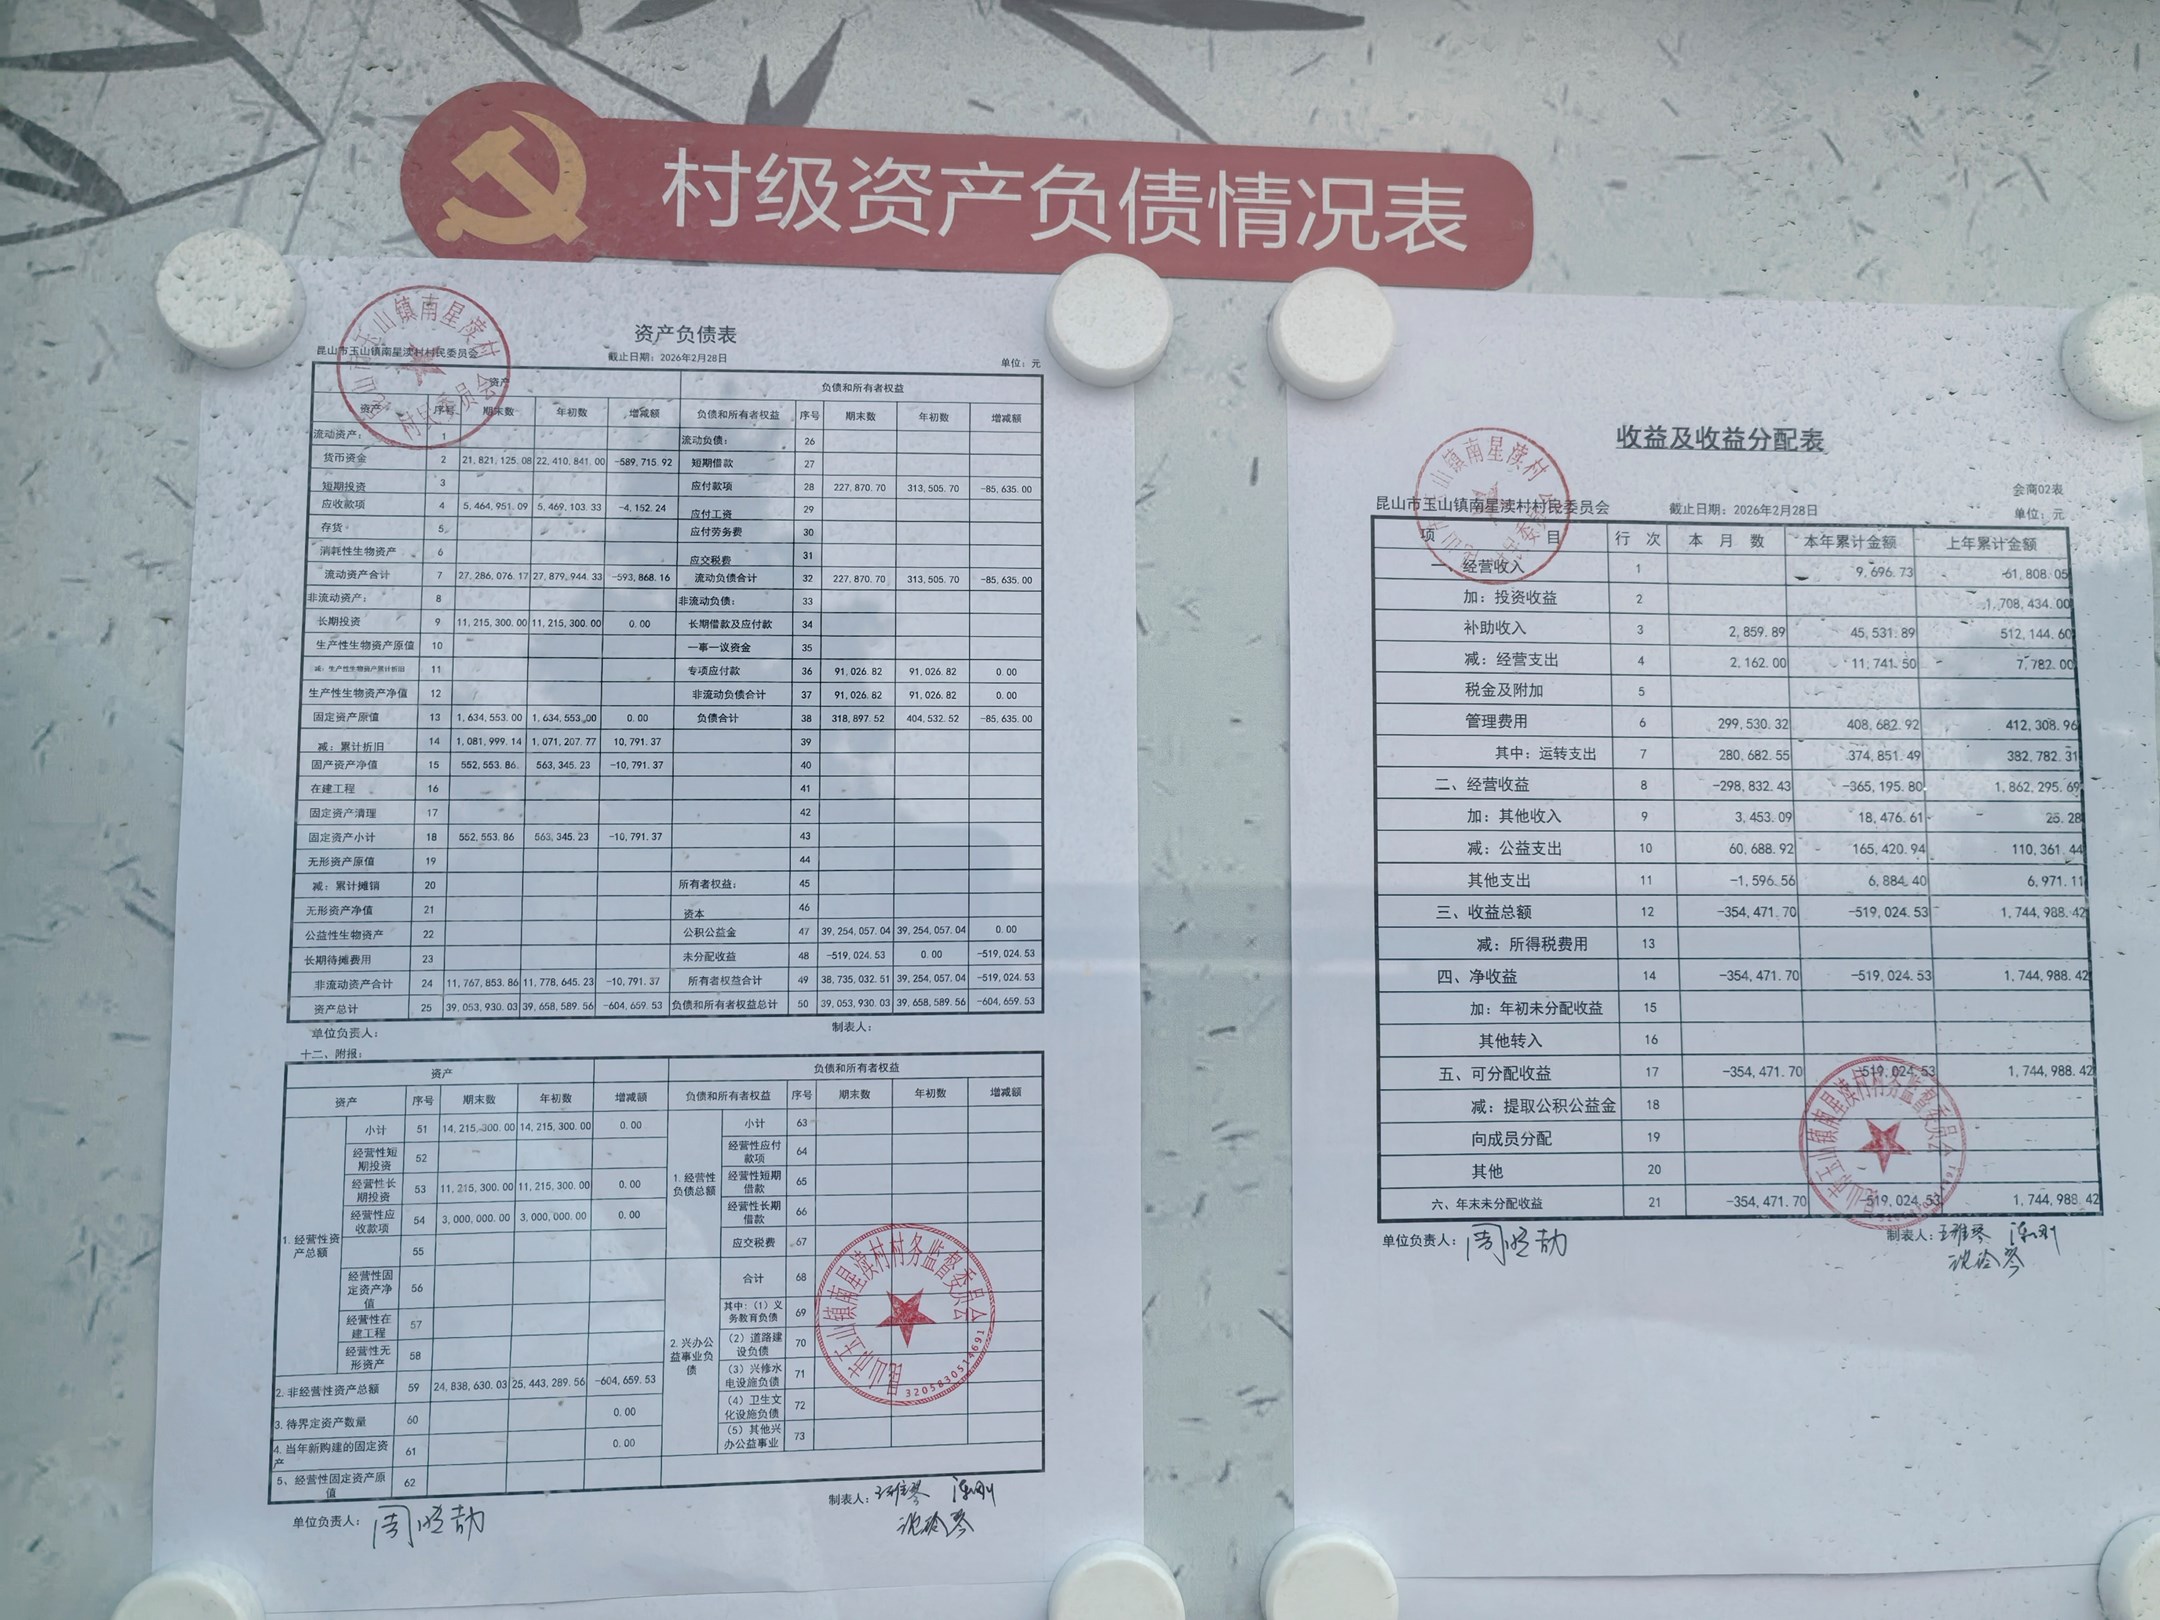 村级资产负债情况表
资产负债表
昆山市玉山镇南星渎村村民委员会 截止日期：2026年2月28日 单位：元
资产 负债和所有者权益
资产 序号 期末数 年初数 增减额 负债和所有者权益 序号 期末数 年初数 增减额
流动资产： 1 流动负债： 26
货币资金 2 21,821,125.08 22,410,841.00 -589,715.92 短期借款 27
短期投资 3 应付款项 28 227,870.70 313,505.70 -85,635.00
应收款项 4 5,464,951.09 5,469,103.33 -4,152.24 应付工资 29
存货 5 应付劳务费 30
消耗性生物资产 6 应交税费 31
流动资产合计 7 27,286,076.17 27,879,944.33 -593,868.16 流动负债合计 32 227,870.70 313,505.70 -85,635.00
非流动资产： 8 非流动负债： 33
长期投资 9 11,215,300.00 11,215,300.00 0.00 长期借款及应付款 34
生产性生物资产原值 10 一事一议资金 35
减：生产性生物资产累计折旧 11 专项应付款 36 91,026.82 91,026.82 0.00
生产性生物资产净值 12 非流动负债合计 37 91,026.82 91,026.82 0.00
固定资产原值 13 1,634,553.00 1,634,553.00 0.00 负债合计 38 318,897.52 404,532.52 -85,635.00
减：累计折旧 14 1,081,999.14 1,071,207.77 10,791.37 39
固产资产净值 15 552,553.86 563,345.23 -10,791.37 40
在建工程 16 41
固定资产清理 17 42
固定资产小计 18 552,553.86 563,345.23 -10,791.37 43
无形资产原值 19 44
减：累计摊销 20 所有者权益： 45
无形资产净值 21 资本 46
公益性生物资产 22 公积公益金 47 39,254,057.04 39,254,057.04 0.00
长期待摊费用 23 未分配收益 48 -519,024.53 0.00 -519,024.53
非流动资产合计 24 11,767,853.86 11,778,645.23 -10,791.37 所有者权益合计 49 38,735,032.51 39,254,057.04 -519,024.53
资产总计 25 39,053,930.03 39,658,589.56 -604,659.53 负债和所有者权益总计 50 39,053,930.03 39,658,589.56 -604,659.53
单位负责人： 制表人：
十二、附报：
资产 负债和所有者权益
资产 序号 期末数 年初数 增减额 负债和所有者权益 序号 期末数 年初数 增减额
1.经营性资产总额 小计 51 14,215,300.00 14,215,300.00 0.00 1.经营性负债总额 小计 63
经营性短期投资 52 经营性应付款项 64
经营性长期投资 53 11,215,300.00 11,215,300.00 0.00 经营性短期借款 65
经营性应收款项 54 3,000,000.00 3,000,000.00 0.00 经营性长期借款 66
55 应交税费 67
经营性固定资产净值 56 2.兴办公益事业负债 合计 68
经营性在建工程 57 其中：（1）义务教育负债 69
经营性无形资产 58 （2）道路建设负债 70
2.非经营性资产总额 59 24,838,630.03 25,443,289.56 -604,659.53 （3）兴修水电设施负债 71
3.待界定资产数量 60 0.00 （4）卫生文化设施负债 72
4.当年新购建的固定资产 61 0.00 （5）其他兴办公益事业 73
5、经营性固定资产原值 62
单位负责人： 制表人：
昆山市玉山镇南星渎村村务监督委员会
3205830514691
收益及收益分配表
会商02表
昆山市玉山镇南星渎村村民委员会 截止日期：2026年2月28日 单位：元
项 目 行 次 本 月 数 本年累计金额 上年累计金额
一、经营收入 1 9,696.73 61,808.05
加：投资收益 2 1,708,434.00
补助收入 3 2,859.89 45,531.89 512,144.60
减：经营支出 4 2,162.00 11,741.50 7,782.00
税金及附加 5
管理费用 6 299,530.32 408,682.92 412,308.96
其中：运转支出 7 280,682.55 374,851.49 382,782.31
二、经营收益 8 -298,832.43 -365,195.80 1,862,295.69
加：其他收入 9 3,453.09 18,476.61 25.28
减：公益支出 10 60,688.92 165,420.94 110,361.44
其他支出 11 -1,596.56 6,884.40 6,971.11
三、收益总额 12 -354,471.70 -519,024.53 1,744,988.42
减：所得税费用 13
四、净收益 14 -354,471.70 -519,024.53 1,744,988.42
加：年初未分配收益 15
其他转入 16
五、可分配收益 17 -354,471.70 -519,024.53 1,744,988.42
减：提取公积公益金 18
向成员分配 19
其他 20
六、年末未分配收益 21 -354,471.70 -519,024.53 1,744,988.42
单位负责人： 制表人：
昆山市玉山镇南星渎村村务监督委员会